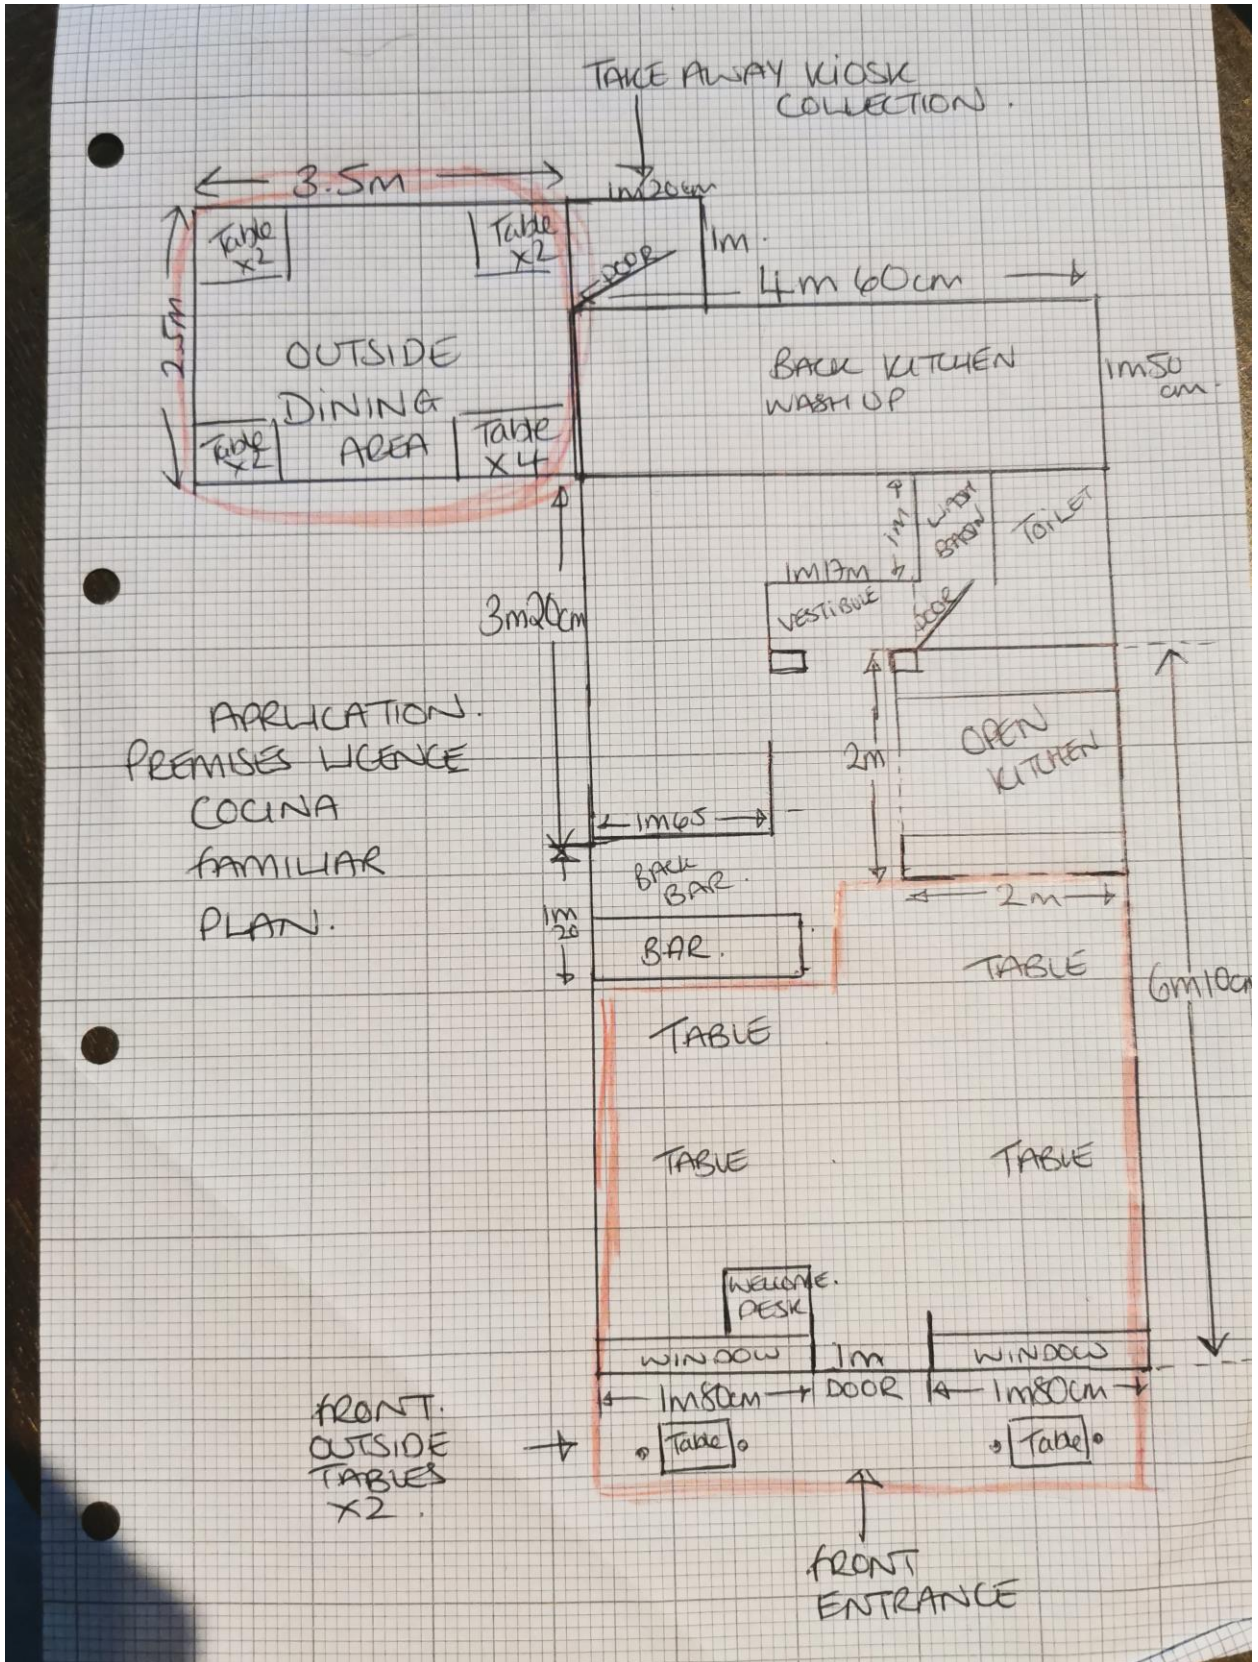 TAKE AWAY KIOSK
COLLECTION.
3.5m
1m20cm
Table
x2
Table
x2
DOOR
1m.
4m 60cm
2.5m
OUTSIDE
DINING
AREA
BACK KITCHEN
WASH UP
1m50
cm.
Table
x2
Table
x4
1m
WASH
BASIN
TOILET
1m17m
VESTIBULE
DOOR
3m20cm
APPLICATION.
PREMISES LICENCE
COCINA
FAMILIAR
PLAN.
2m
OPEN
KITCHEN
1m65
BACK
BAR.
1m
20
BAR.
2m
TABLE
6m10cm
TABLE
TABLE
TABLE
WELCOME.
DESK
WINDOW
1m
DOOR
WINDOW
1m80cm
1m80cm
FRONT.
OUTSIDE
TABLES
x2.
Table
Table
FRONT
ENTRANCE